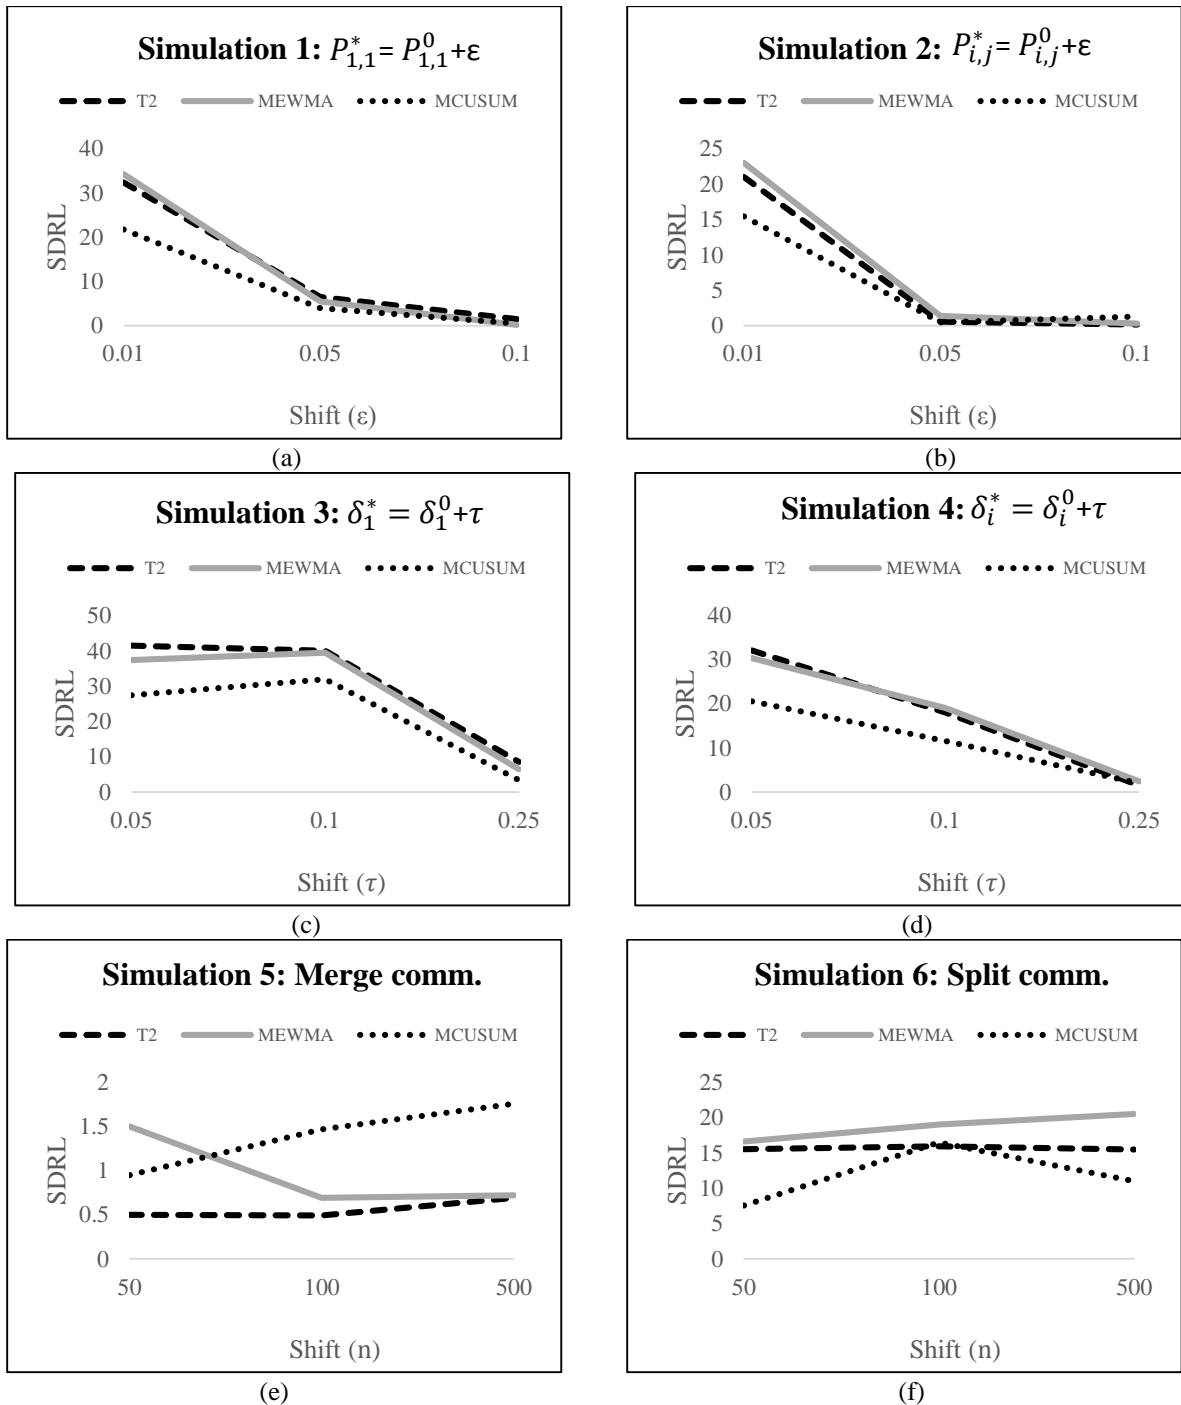 Simulation 1: P*1,1= P01,1+ε
T2 MEWMA MCUSUM
40
30
20
10
0
SDRL
0.01 0.05 0.1
Shift (ε)
(a)
Simulation 2: P*i,j= P0i,j+ε
T2 MEWMA MCUSUM
25
20
15
10
5
0
SDRL
0.01 0.05 0.1
Shift (ε)
(b)
Simulation 3: δ*1 = δ01+τ
T2 MEWMA MCUSUM
50
40
30
20
10
0
SDRL
0.05 0.1 0.25
Shift (τ)
(c)
Simulation 4: δ*i = δ0i+τ
T2 MEWMA MCUSUM
40
30
20
10
0
SDRL
0.05 0.1 0.25
Shift (τ)
(d)
Simulation 5: Merge comm.
T2 MEWMA MCUSUM
2
1.5
1
0.5
0
SDRL
50 100 500
Shift (n)
(e)
Simulation 6: Split comm.
T2 MEWMA MCUSUM
25
20
15
10
5
0
SDRL
50 100 500
Shift (n)
(f)